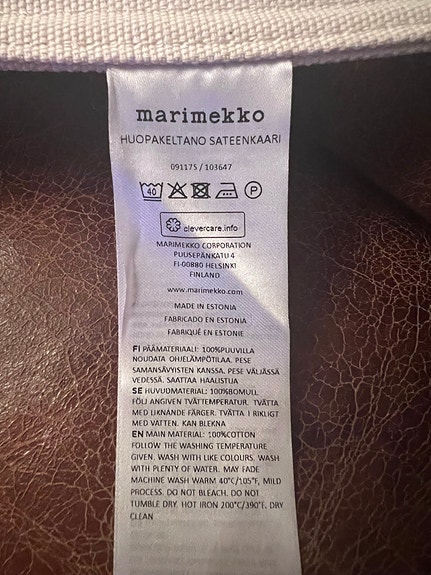 marimekko
HUOPAKELTANO SATEENKAARI
091175 / 103647
40 P
clevercare.info
MARIMEKKO CORPORATION
PUUSEPÄNKATU 4
FI-00880 HELSINKI
FINLAND
www.marimekko.com
MADE IN ESTONIA
FABRICADO EN ESTONIA
FABRIQUÉ EN ESTONIE
FI PÄÄMATERIAALI: 100%PUUVILLA
NOUDATA OHJELÄMPÖTILAA. PESE
SAMANSÄVYISTEN KANSSA. PESE VÄLJÄSSÄ
VEDESSÄ. SAATTAA HAALISTUA
SE HUVUDMATERIAL: 100%BOMULL
FÖLJ ANGIVEN TVÄTTEMPERATUR. TVÄTTA
MED LIKNANDE FÄRGER. TVÄTTA I RIKLIGT
MED VATTEN. KAN BLEKNA
EN MAIN MATERIAL: 100%COTTON
FOLLOW THE WASHING TEMPERATURE
GIVEN. WASH WITH LIKE COLOURS. WASH
WITH PLENTY OF WATER. MAY FADE
MACHINE WASH WARM 40°C/105°F, MILD
PROCESS. DO NOT BLEACH. DO NOT
TUMBLE DRY. HOT IRON 200°C/390°F. DRY
CLEAN